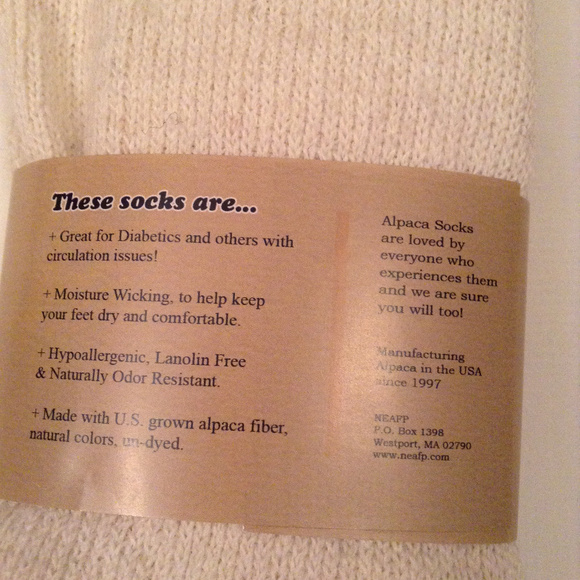 These socks are...
+ Great for Diabetics and others with
circulation issues!
+ Moisture Wicking, to help keep
your feet dry and comfortable.
+ Hypoallergenic, Lanolin Free
& Naturally Odor Resistant.
+ Made with U.S. grown alpaca fiber,
natural colors, un-dyed.
Alpaca Socks
are loved by
everyone who
experiences them
and we are sure
you will too!
Manufacturing
Alpaca in the USA
since 1997
NEAFP
P.O. Box 1398
Westport, MA 02790
www.neafp.com